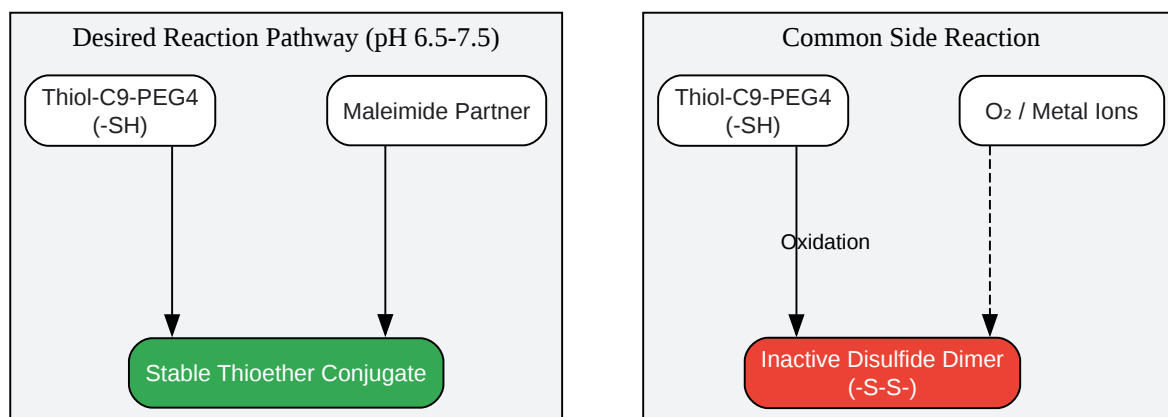 Desired Reaction Pathway (pH 6.5-7.5)
Thiol-C9-PEG4
(-SH)
Maleimide Partner
Stable Thioether Conjugate
Common Side Reaction
Thiol-C9-PEG4
(-SH)
O₂ / Metal Ions
Oxidation
Inactive Disulfide Dimer
(-S-S-)